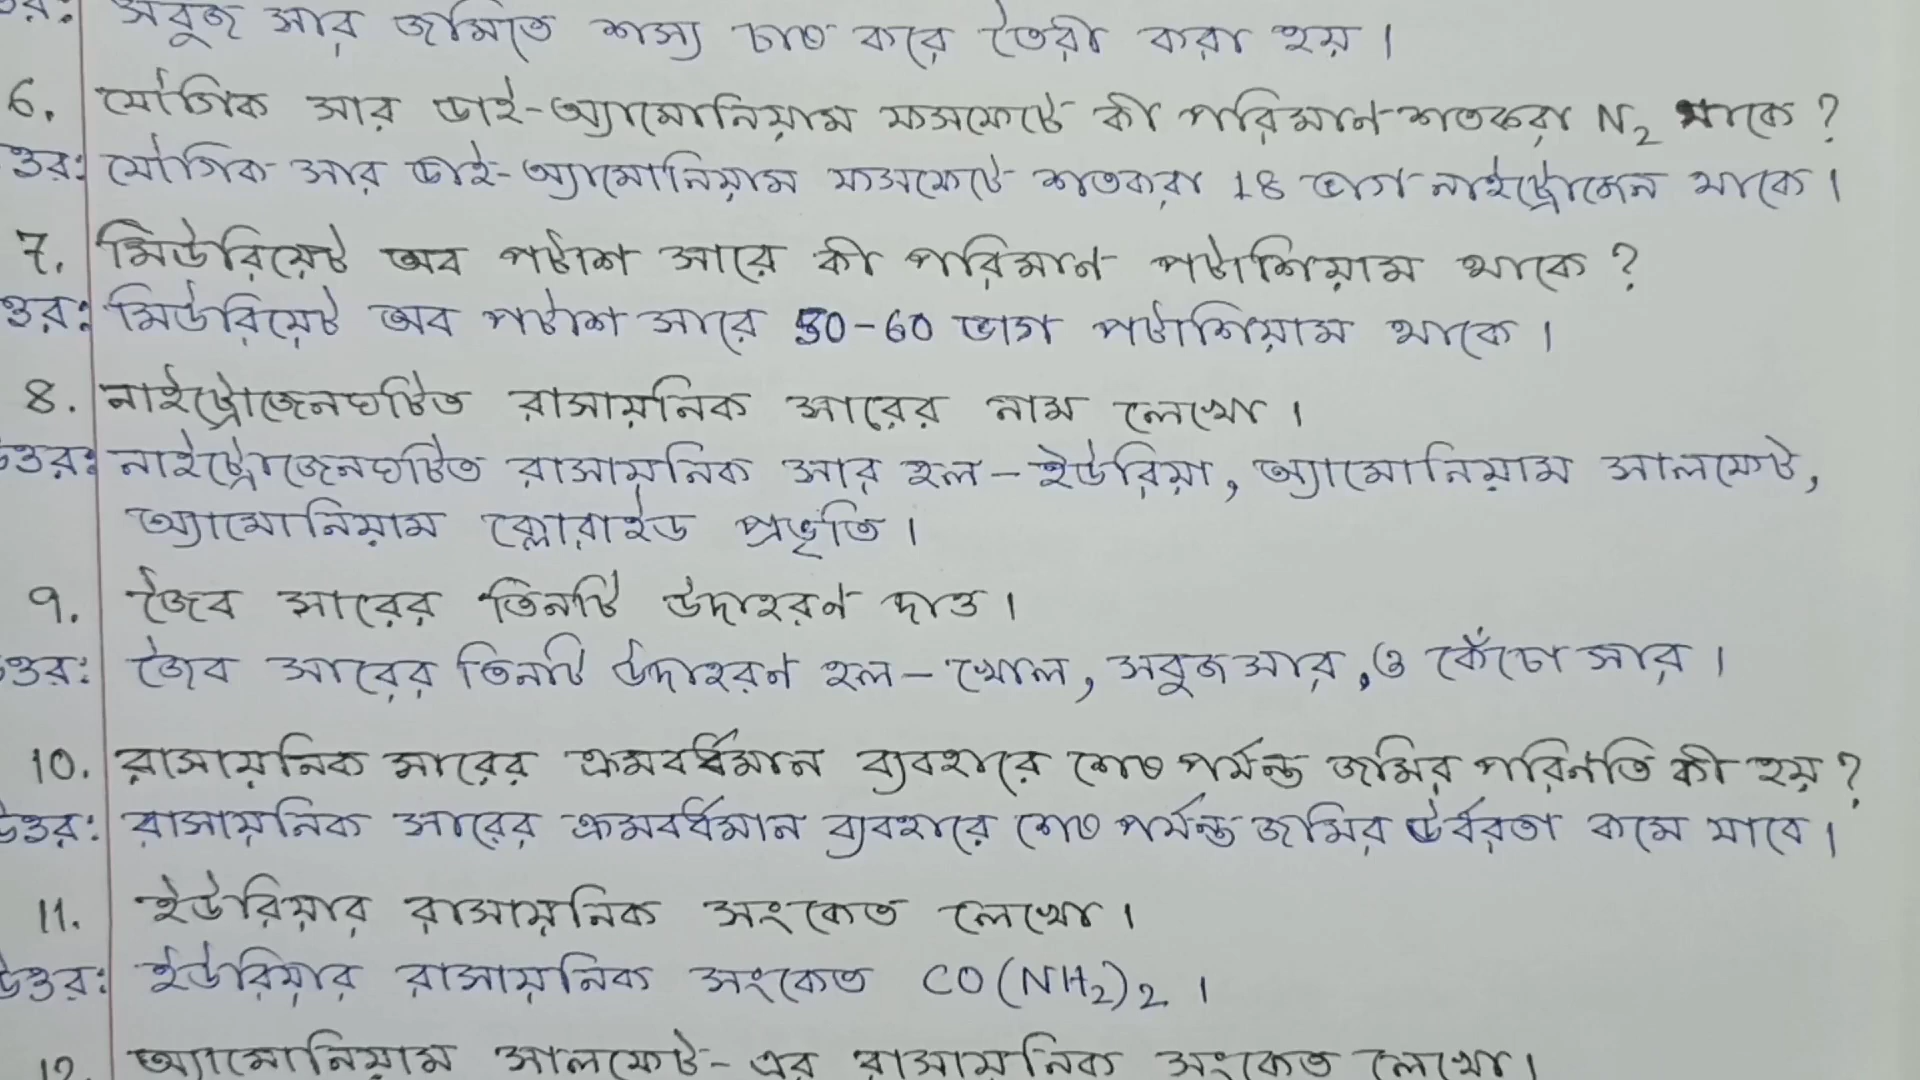 সবুজ সার জমিতে শস্য চাষ করে তৈরী করা হয়।
6. যৌগিক সার ডাই-অ্যামোনিয়াম ফসফেটে কী পরিমাণ শতকরা N₂ থাকে?
ত্তর: যৌগিক সার ডাই-অ্যামোনিয়াম ফসফেটে শতকরা 18 ভাগ নাইট্রোজেন থাকে।
7. মিউরিয়েট অব পটাশ সারে কী পরিমাণ পটাশিয়াম থাকে?
ত্তর: মিউরিয়েট অব পটাশ সারে 50-60 ভাগ পটাশিয়াম থাকে।
8. নাইট্রোজেনঘটিত রাসায়নিক সারের নাম লেখো।
উত্তর: নাইট্রোজেনঘটিত রাসায়নিক সার হল – ইউরিয়া, অ্যামোনিয়াম সালফেট,
অ্যামোনিয়াম ক্লোরাইড প্রভৃতি।
9. জৈব সারের তিনটি উদাহরণ দাও।
উত্তর: জৈব সারের তিনটি উদাহরণ হল – খোল, সবুজ সার, ও কেঁচো সার।
10. রাসায়নিক সারের ক্রমবর্ধমান ব্যবহারে শেষ পর্যন্ত জমির পরিনতি কী হয়?
উত্তর: রাসায়নিক সারের ক্রমবর্ধমান ব্যবহারে শেষ পর্যন্ত জমির উর্বরতা কমে যাবে।
11. ইউরিয়ার রাসায়নিক সংকেত লেখো।
উত্তর: ইউরিয়ার রাসায়নিক সংকেত CO(NH₂)₂ ।
12. অ্যামোনিয়াম সালফেট-এর রাসায়নিক সংকেত লেখো।